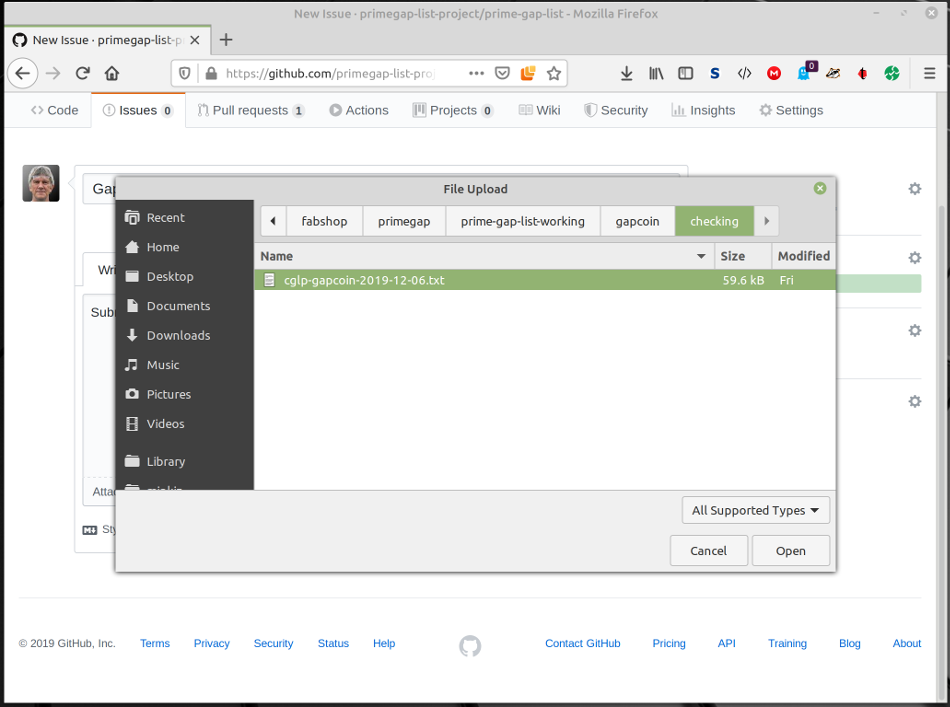 New Issue · primegap-list-project/prime-gap-list - Mozilla Firefox
New Issue · primegap-list-p
https://github.com/primegap-list-proj
S M 0 t
Code Issues 0 Pull requests 1 Actions Projects 0 Wiki Security Insights Settings
File Upload
Gap
fabshop primegap prime-gap-list-working gapcoin checking
Name Size Modified
cglp-gapcoin-2019-12-06.txt 59.6 kB Fri
Recent
Home
Desktop
Documents
Downloads
Music
Pictures
Videos
Library
Wri
Sub
Atta
Sty
All Supported Types
Cancel Open
© 2019 GitHub, Inc. Terms Privacy Security Status Help Contact GitHub Pricing API Training Blog About